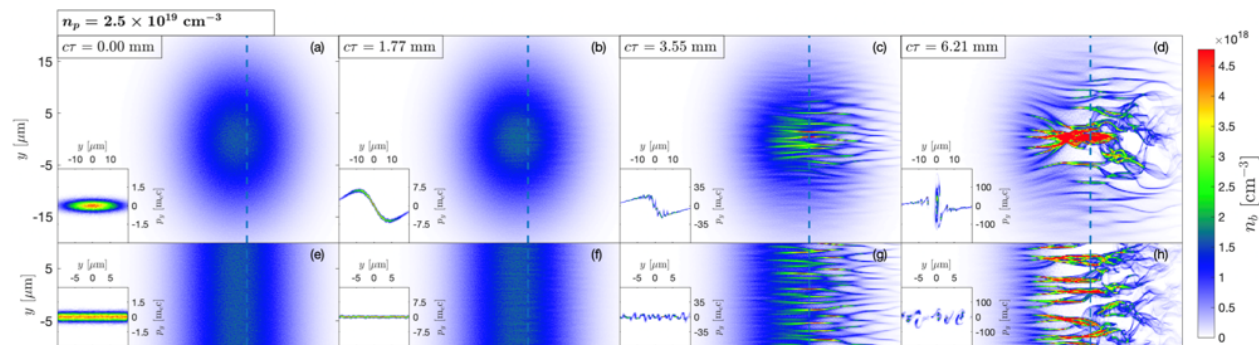 n_p = 2.5 × 10^19 cm^−3
cτ = 0.00 mm
(a)
cτ = 1.77 mm
(b)
cτ = 3.55 mm
(c)
cτ = 6.21 mm
(d)
×10^18
y [μm]
15
5
-5
-15
y [μm]
-10 0 10
1.5
0
-1.5
p_y [m_e c]
y [μm]
-10 0 10
7.5
0
-7.5
p_y [m_e c]
y [μm]
-10 0 10
35
0
-35
p_y [m_e c]
y [μm]
-10 0 10
100
0
-100
p_y [m_e c]
4.5
4
3.5
3
2.5
2
1.5
1
0.5
0
n_b [cm^−3]
(e)
(f)
(g)
(h)
y [μm]
5
-5
y [μm]
-5 0 5
1.5
0
-1.5
p_y [m_e c]
y [μm]
-5 0 5
7.5
0
-7.5
p_y [m_e c]
y [μm]
-5 0 5
35
0
-35
p_y [m_e c]
y [μm]
-5 0 5
100
0
-100
p_y [m_e c]